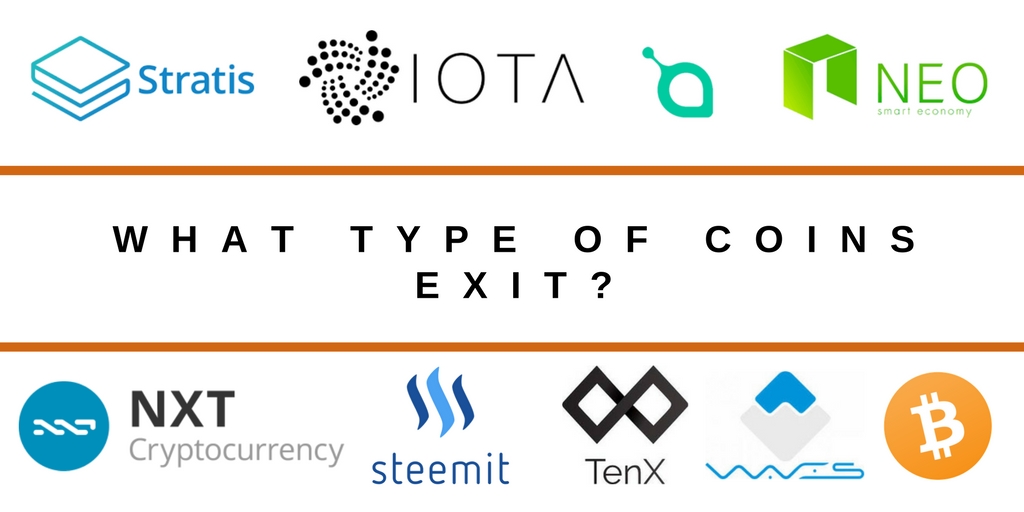 Stratis
IOTA
NEO
smart economy
WHAT TYPE OF COINS
EXIT?
NXT
Cryptocurrency
steemit
TenX
WAVES